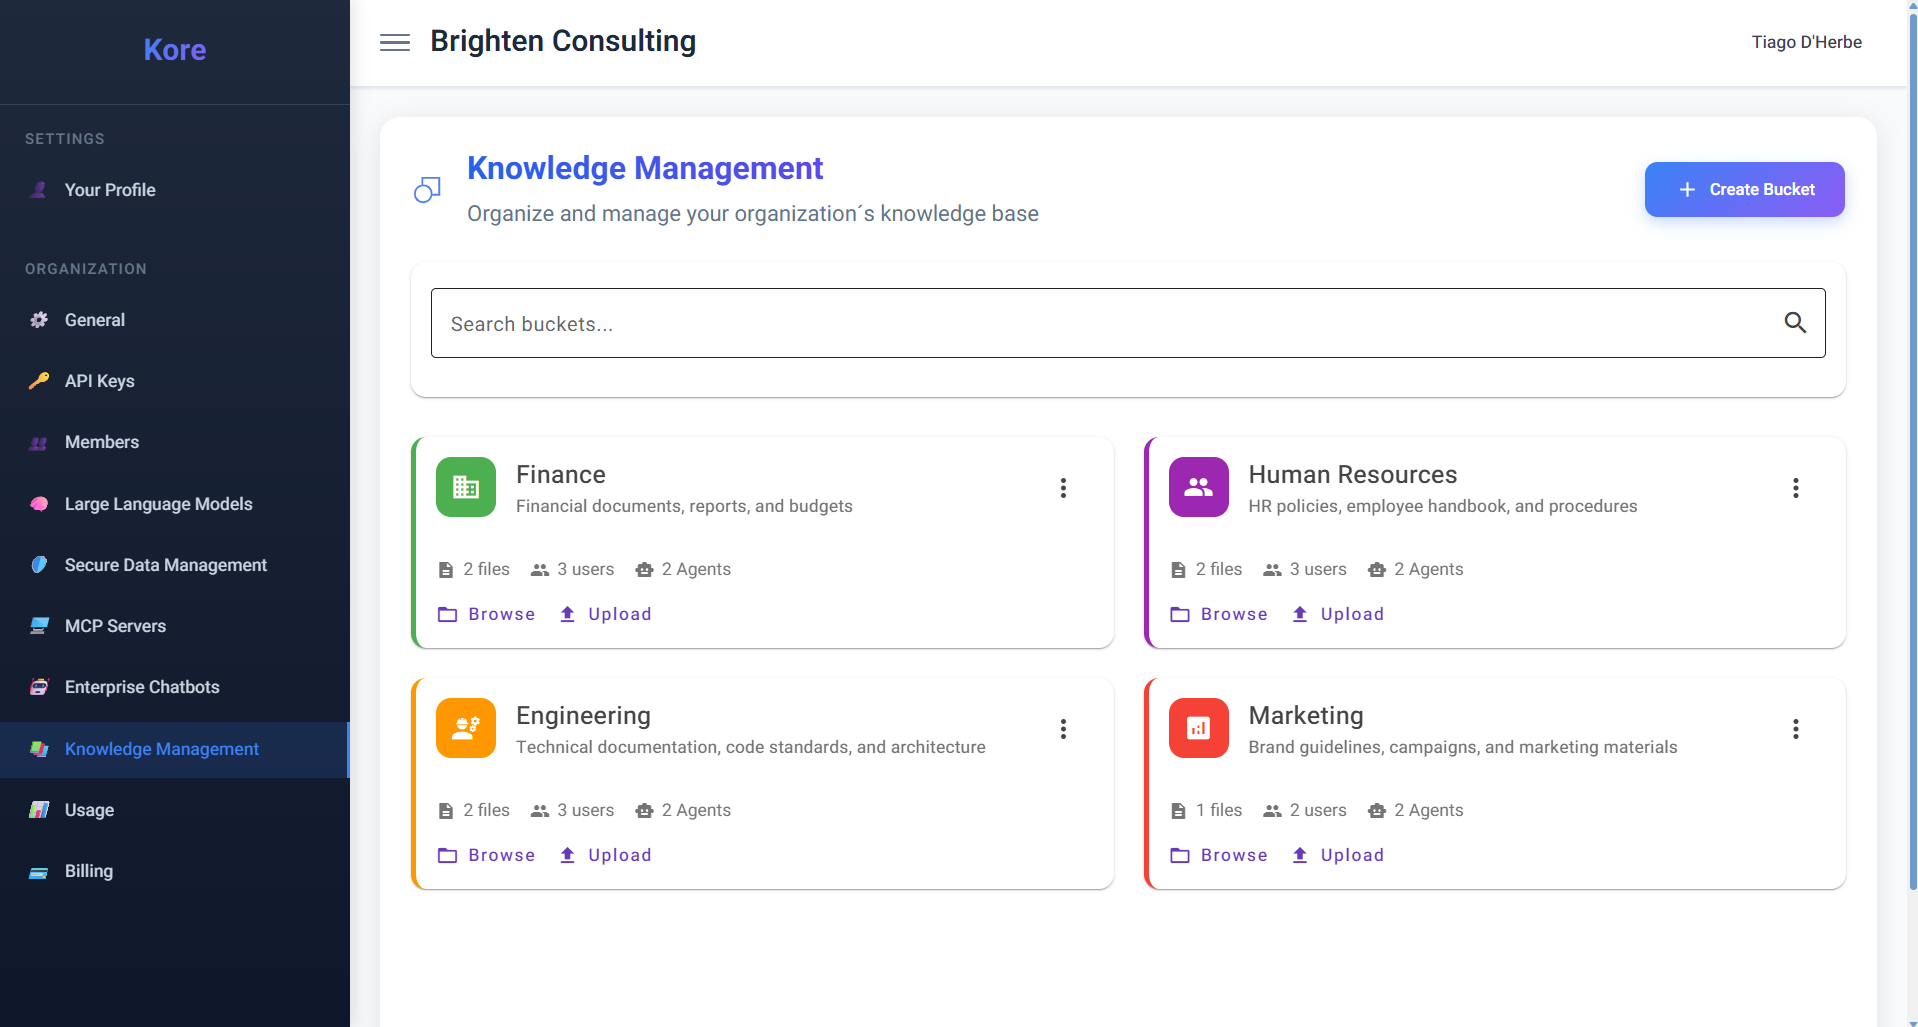 Kore
SETTINGS
Your Profile
ORGANIZATION
General
API Keys
Members
Large Language Models
Secure Data Management
MCP Servers
Enterprise Chatbots
Knowledge Management
Usage
Billing
Brighten Consulting
Tiago D'Herbe
Knowledge Management
Organize and manage your organization´s knowledge base
Create Bucket
Search buckets...
Finance
Financial documents, reports, and budgets
2 files 3 users 2 Agents
Browse Upload
Human Resources
HR policies, employee handbook, and procedures
2 files 3 users 2 Agents
Browse Upload
Engineering
Technical documentation, code standards, and architecture
2 files 3 users 2 Agents
Browse Upload
Marketing
Brand guidelines, campaigns, and marketing materials
1 files 2 users 2 Agents
Browse Upload